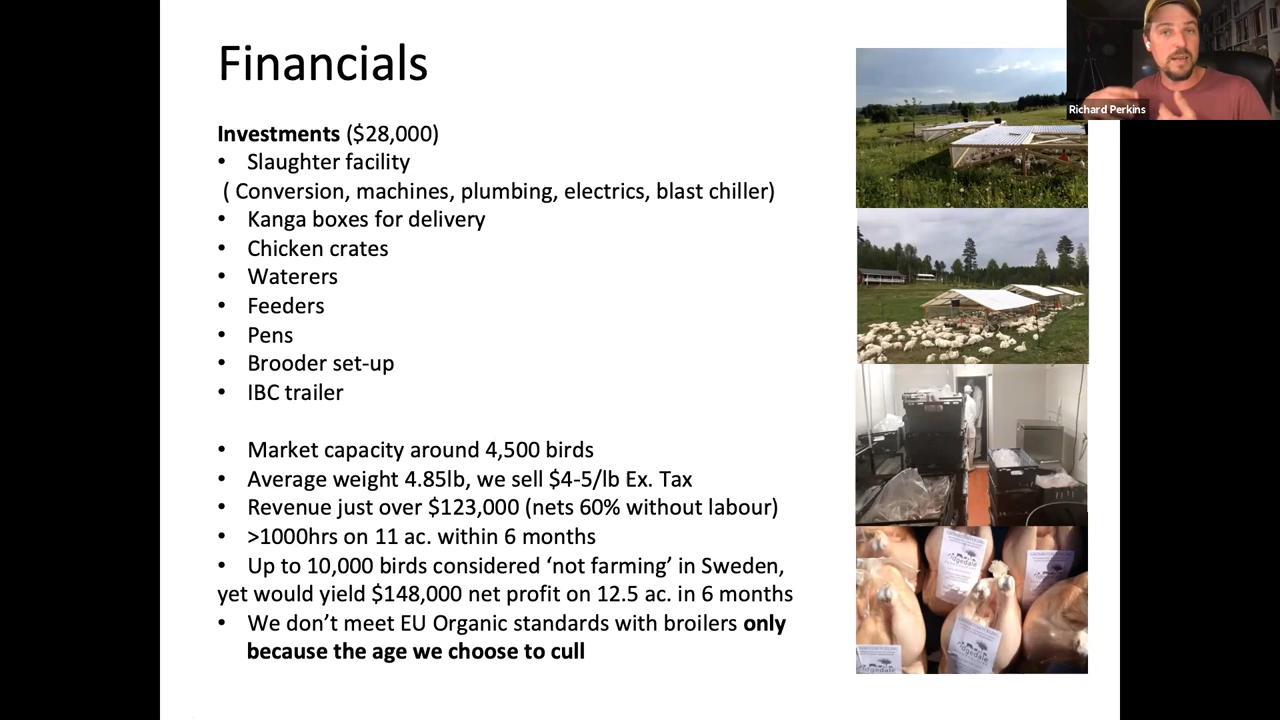 Financials
Richard Perkins
Investments ($28,000)
• Slaughter facility
( Conversion, machines, plumbing, electrics, blast chiller)
• Kanga boxes for delivery
• Chicken crates
• Waterers
• Feeders
• Pens
• Brooder set-up
• IBC trailer
• Market capacity around 4,500 birds
• Average weight 4.85lb, we sell $4-5/lb Ex. Tax
• Revenue just over $123,000 (nets 60% without labour)
• >1000hrs on 11 ac. within 6 months
• Up to 10,000 birds considered ‘not farming’ in Sweden,
yet would yield $148,000 net profit on 12.5 ac. in 6 months
• We don’t meet EU Organic standards with broilers only
because the age we choose to cull